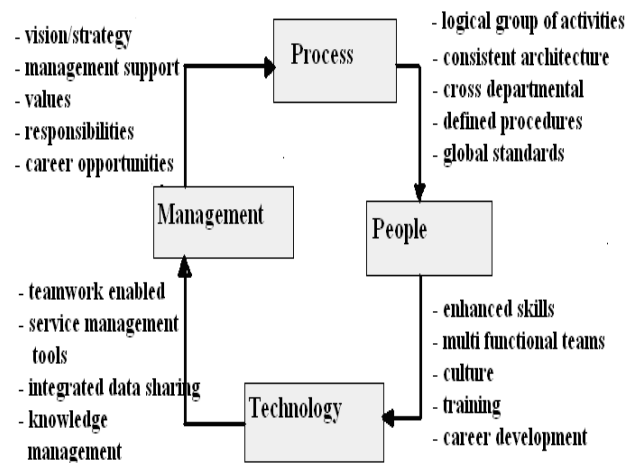 - vision/strategy
- management support
- values
- responsibilities
- career opportunities
Process
- logical group of activities
- consistent architecture
- cross departmental
- defined procedures
- global standards
Management
People
- teamwork enabled
- service management
tools
- integrated data sharing
- knowledge
management
Technology
- enhanced skills
- multi functional teams
- culture
- training
- career development